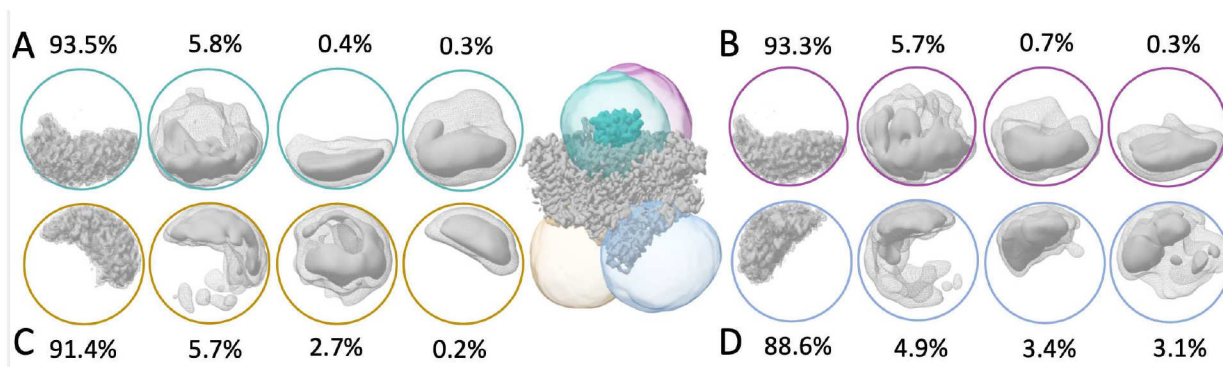 A 93.5% 5.8% 0.4% 0.3%
B 93.3% 5.7% 0.7% 0.3%
C 91.4% 5.7% 2.7% 0.2%
D 88.6% 4.9% 3.4% 3.1%